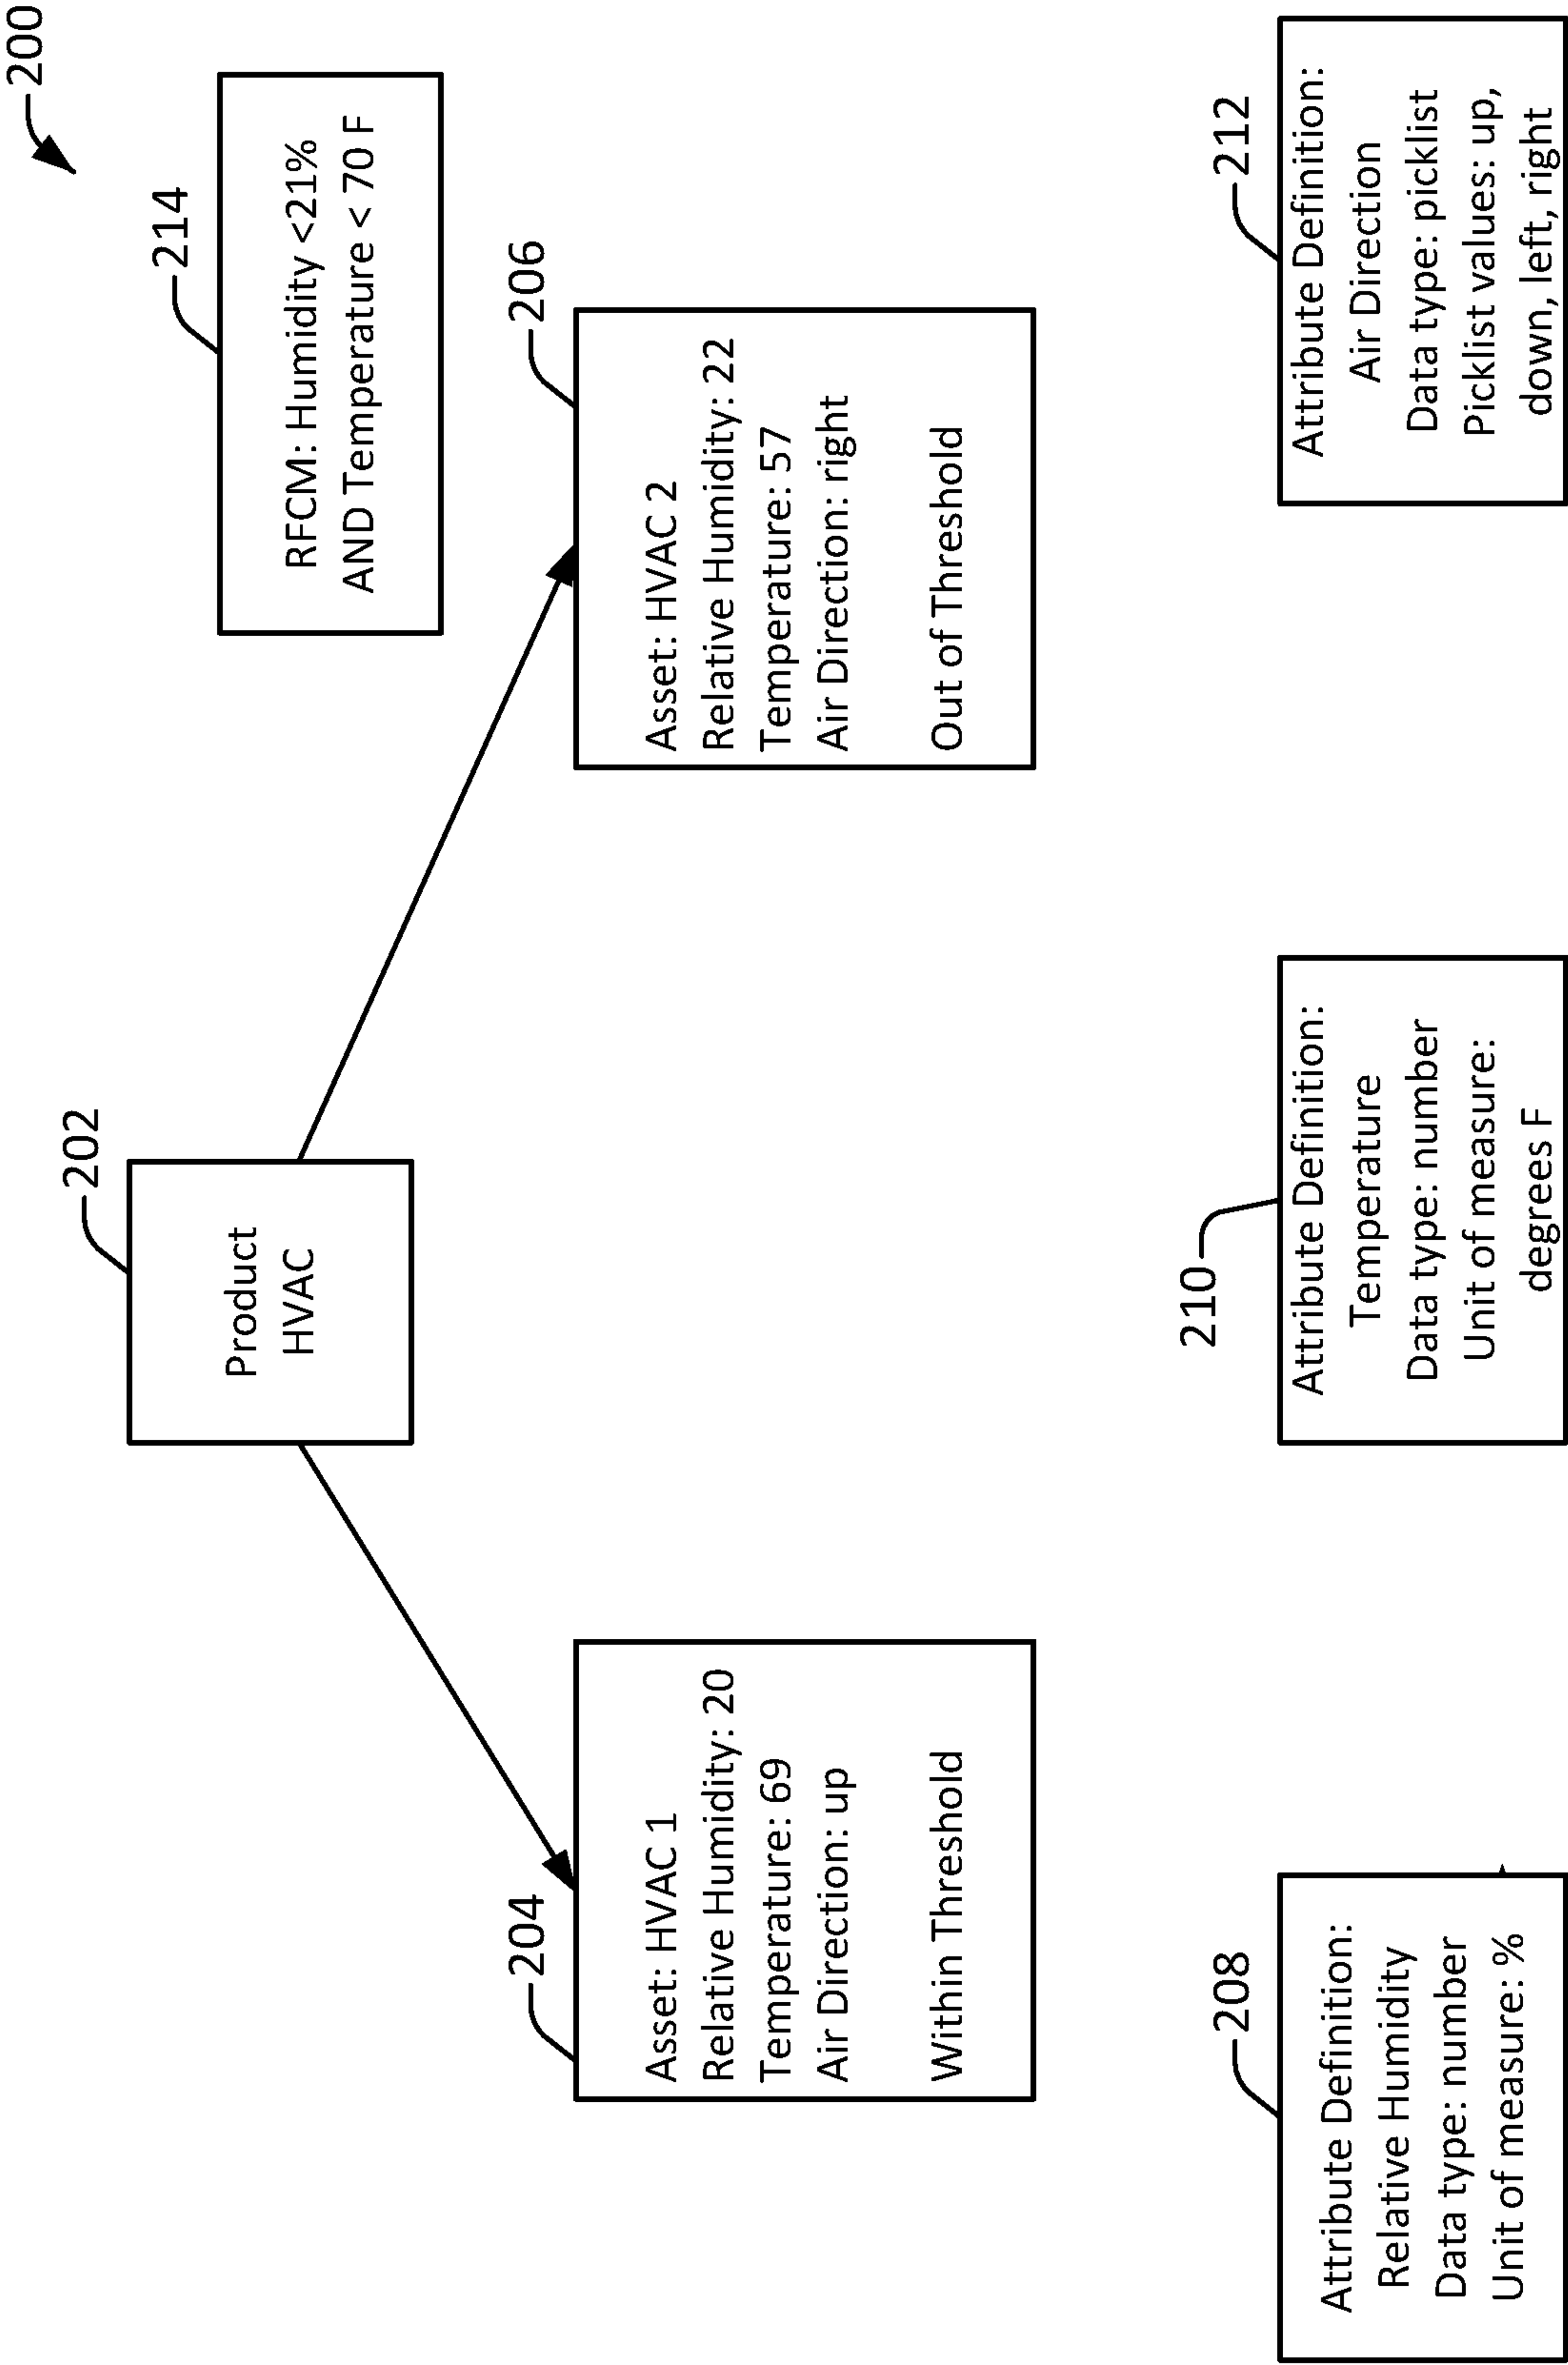 200
202
Product
HVAC
214
RFCM: Humidity <21%
AND Temperature < 70 F
204
Asset: HVAC 1
Relative Humidity: 20
Temperature: 69
Air Direction: up
Within Threshold
206
Asset: HVAC 2
Relative Humidity: 22
Temperature: 57
Air Direction: right
Out of Threshold
208
Attribute Definition:
Relative Humidity
Data type: number
Unit of measure: %
210
Attribute Definition:
Temperature
Data type: number
Unit of measure:
degrees F
212
Attribute Definition:
Air Direction
Data type: picklist
Picklist values: up,
down, left, right